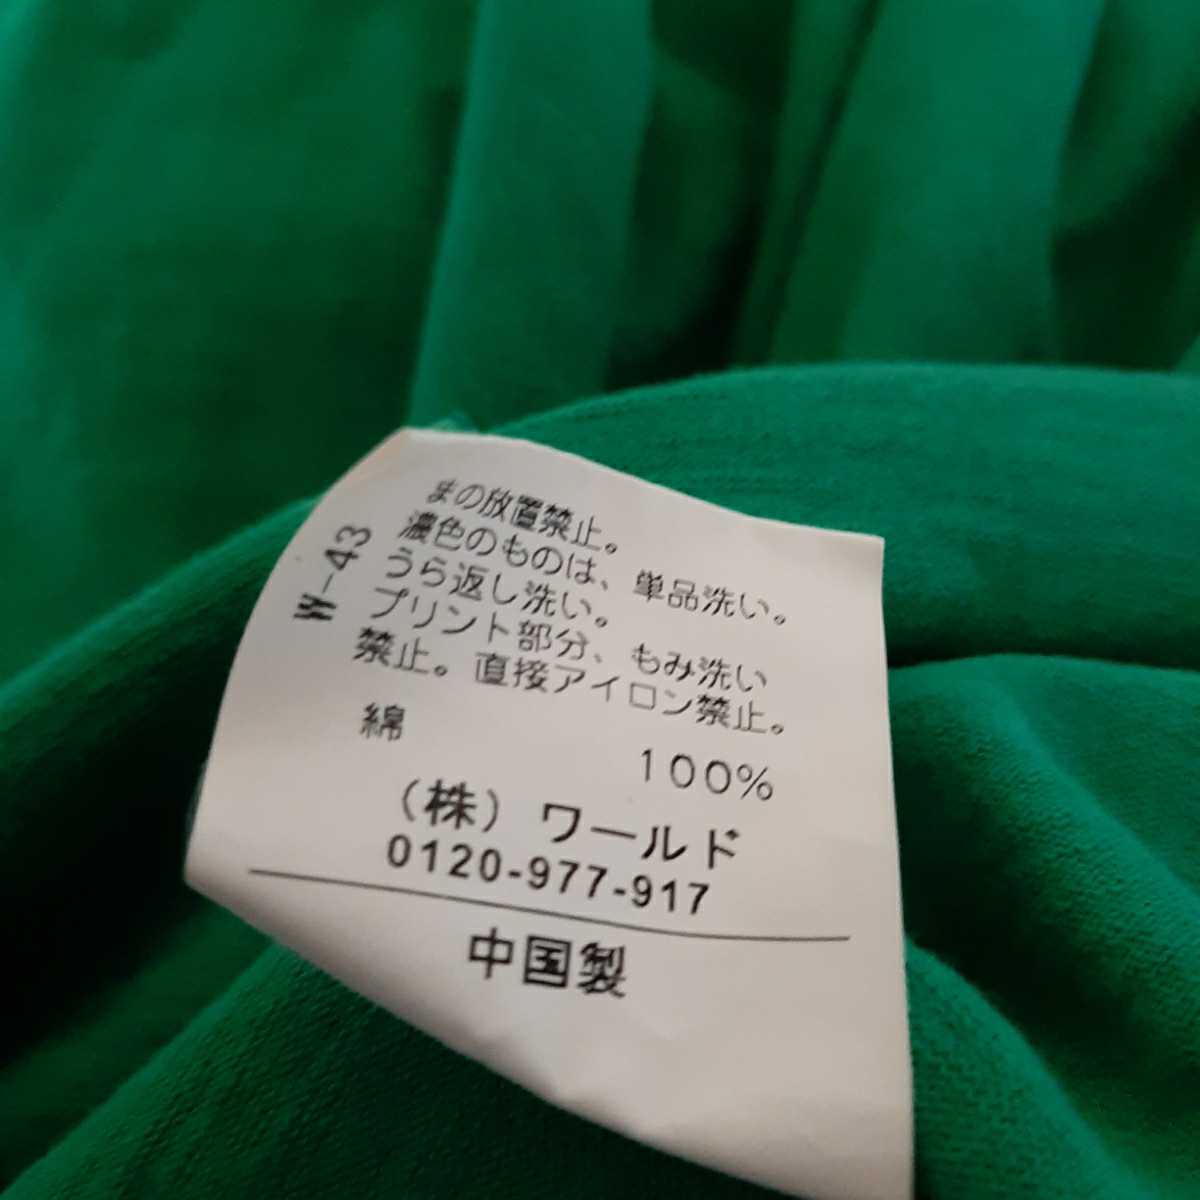 まの放置禁止。
濃色のものは、単品洗い。
うら返し洗い。
プリント部分、もみ洗い
禁止。直接アイロン禁止。
綿 100%
(株) ワールド
0120-977-917
中国製
W-43